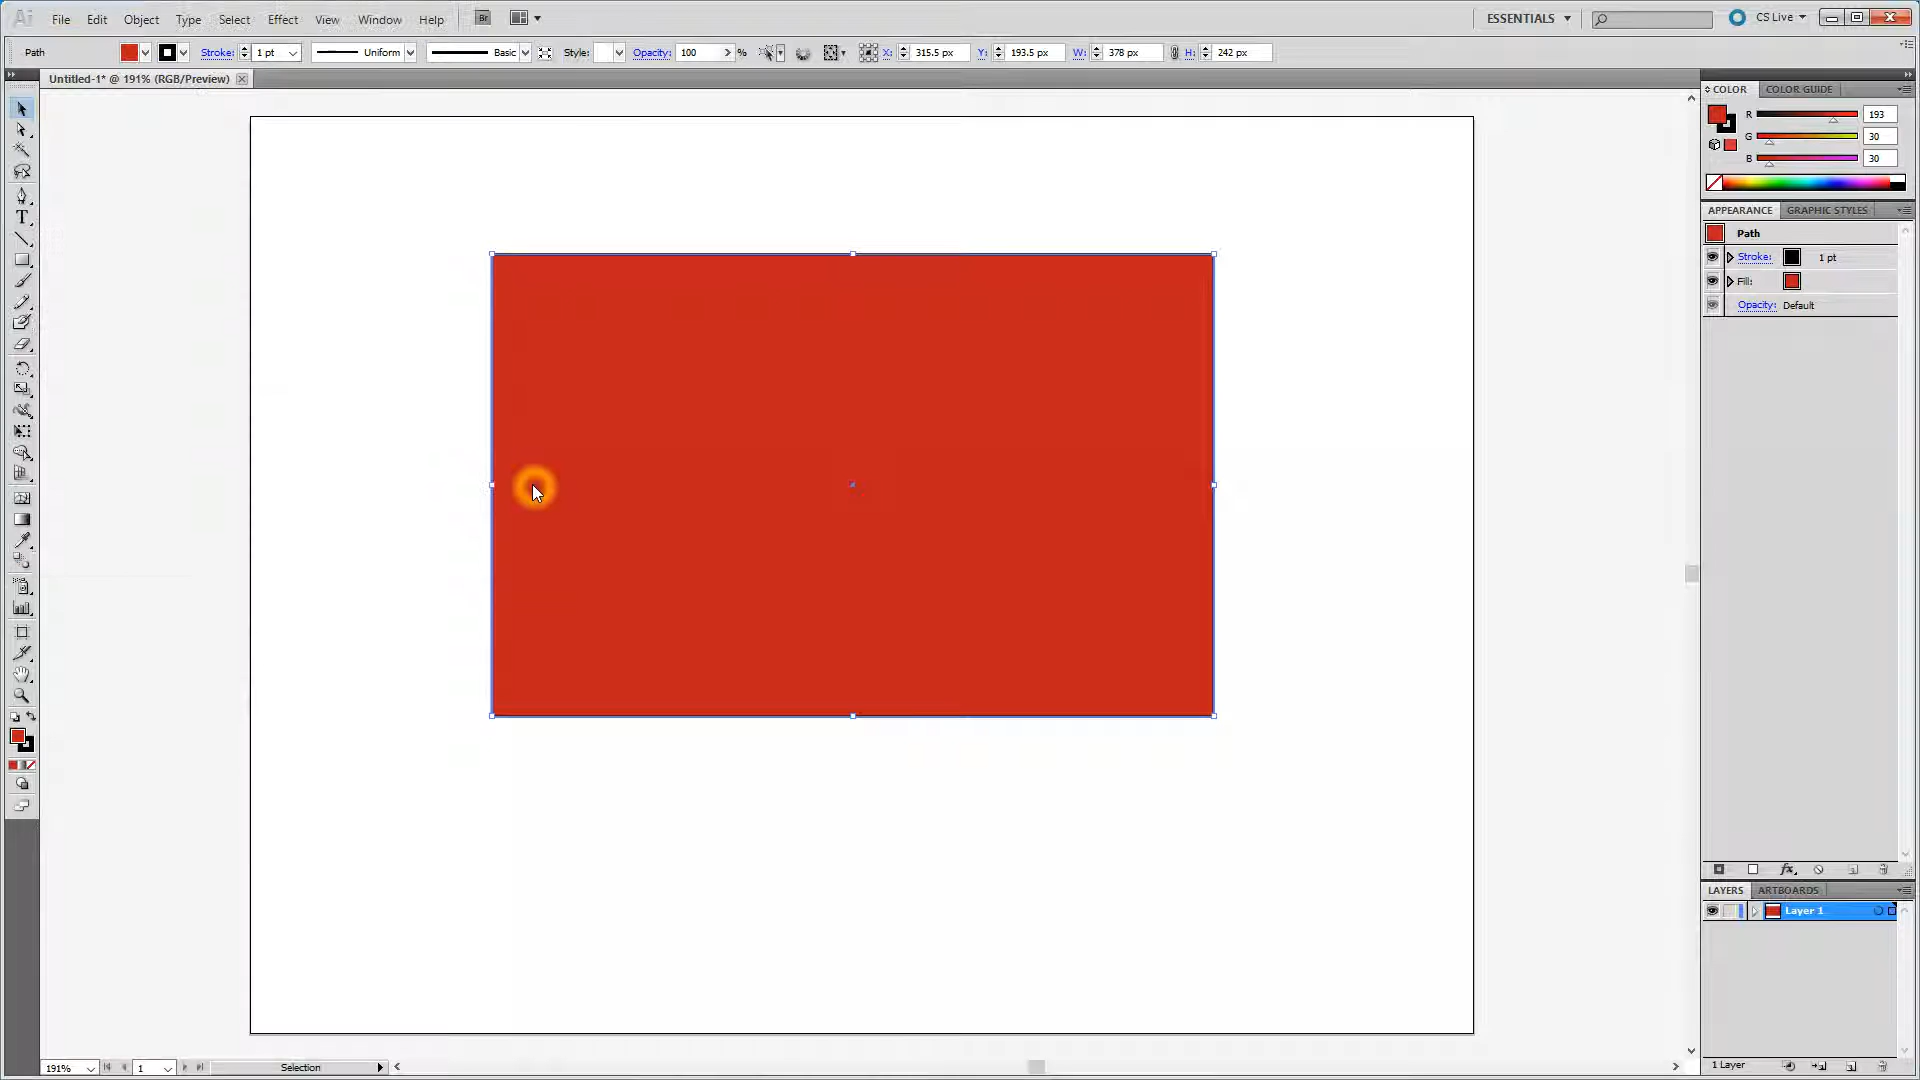 Ai File Edit Object Type Select Effect View Window Help Br ESSENTIALS CS Live
Path Stroke: 1 pt Uniform Basic Style: Opacity: 100 % X: 315.5 px Y: 193.5 px W: 378 px H: 242 px
Untitled-1* @ 191% (RGB/Preview)
COLOR COLOR GUIDE
R 193
G 30
B 30
APPEARANCE GRAPHIC STYLES
Path
Stroke: 1 pt
Fill:
Opacity: Default
fx
LAYERS ARTBOARDS
Layer 1
191% 1 Selection 1 Layer